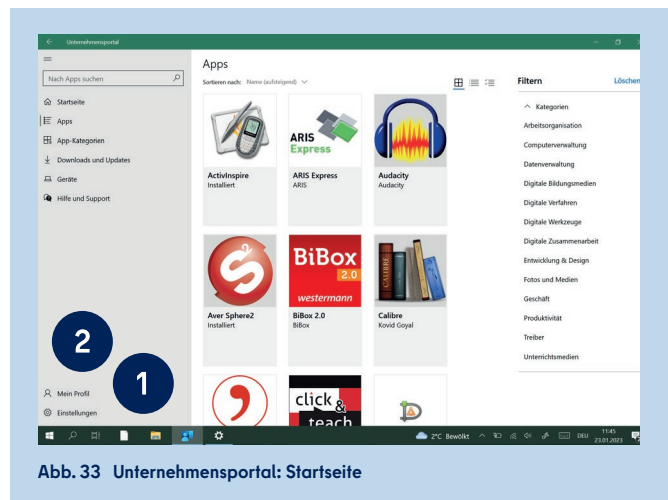 Unternehmensportal
Nach Apps suchen
Startseite
Apps
App-Kategorien
Downloads und Updates
Geräte
Hilfe und Support
2
1
Mein Profil
Einstellungen
Apps
Sortieren nach: Name (aufsteigend)
ActivInspire
Installiert
ARIS
Express
ARIS Express
ARIS
Audacity
Audacity
S2
Aver Sphere2
Installiert
BiBox
2.0
westermann
BiBox 2.0
BiBox
CALIBRE
Calibre
Kovid Goyal
click &
teach
Filtern
Löschen
Kategorien
Arbeitsorganisation
Computerverwaltung
Datenverwaltung
Digitale Bildungsmedien
Digitale Verfahren
Digitale Werkzeuge
Digitale Zusammenarbeit
Entwicklung & Design
Fotos und Medien
Geschäft
Produktivität
Treiber
Unterrichtsmedien
2°C Bewölkt
DEU
11:45
23.01.2023
Abb. 33 Unternehmensportal: Startseite